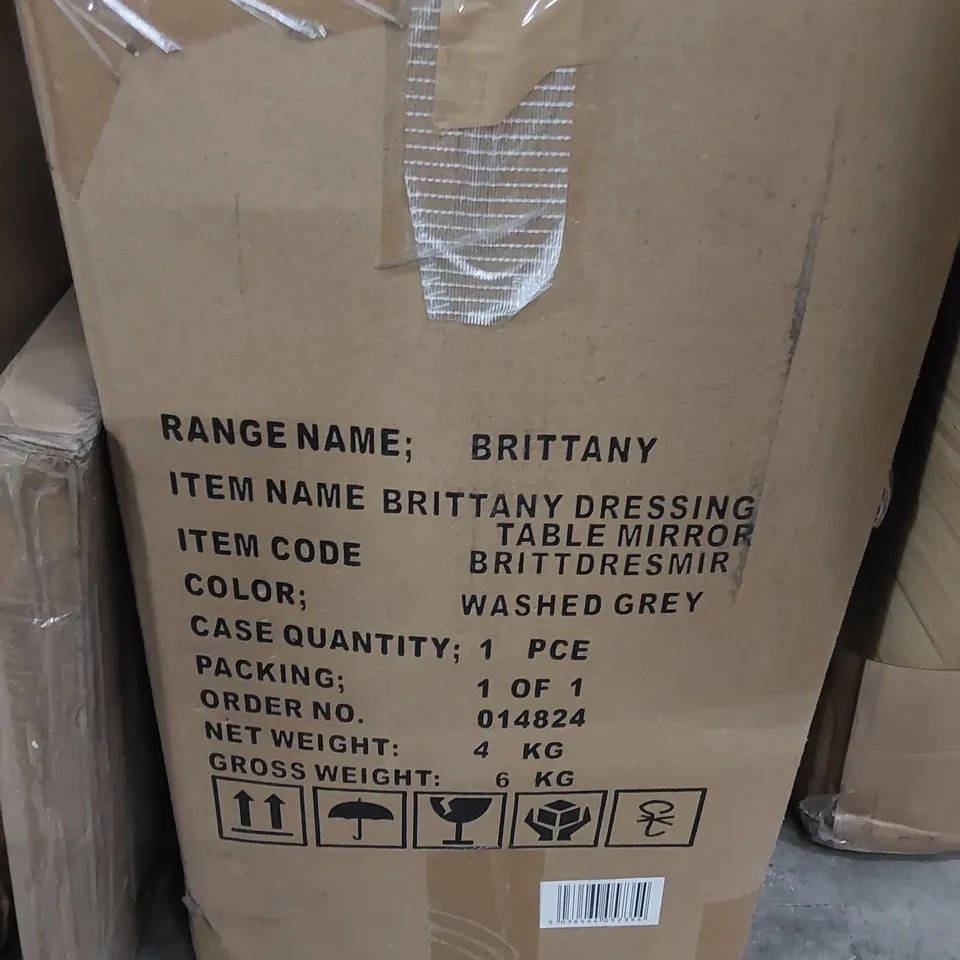 RANGE NAME; BRITTANY
ITEM NAME BRITTANY DRESSING
TABLE MIRROR
ITEM CODE BRITTDRESMIR
COLOR; WASHED GREY
CASE QUANTITY; 1 PCE
PACKING; 1 OF 1
ORDER NO. 014824
NET WEIGHT: 4 KG
GROSS WEIGHT: 6 KG